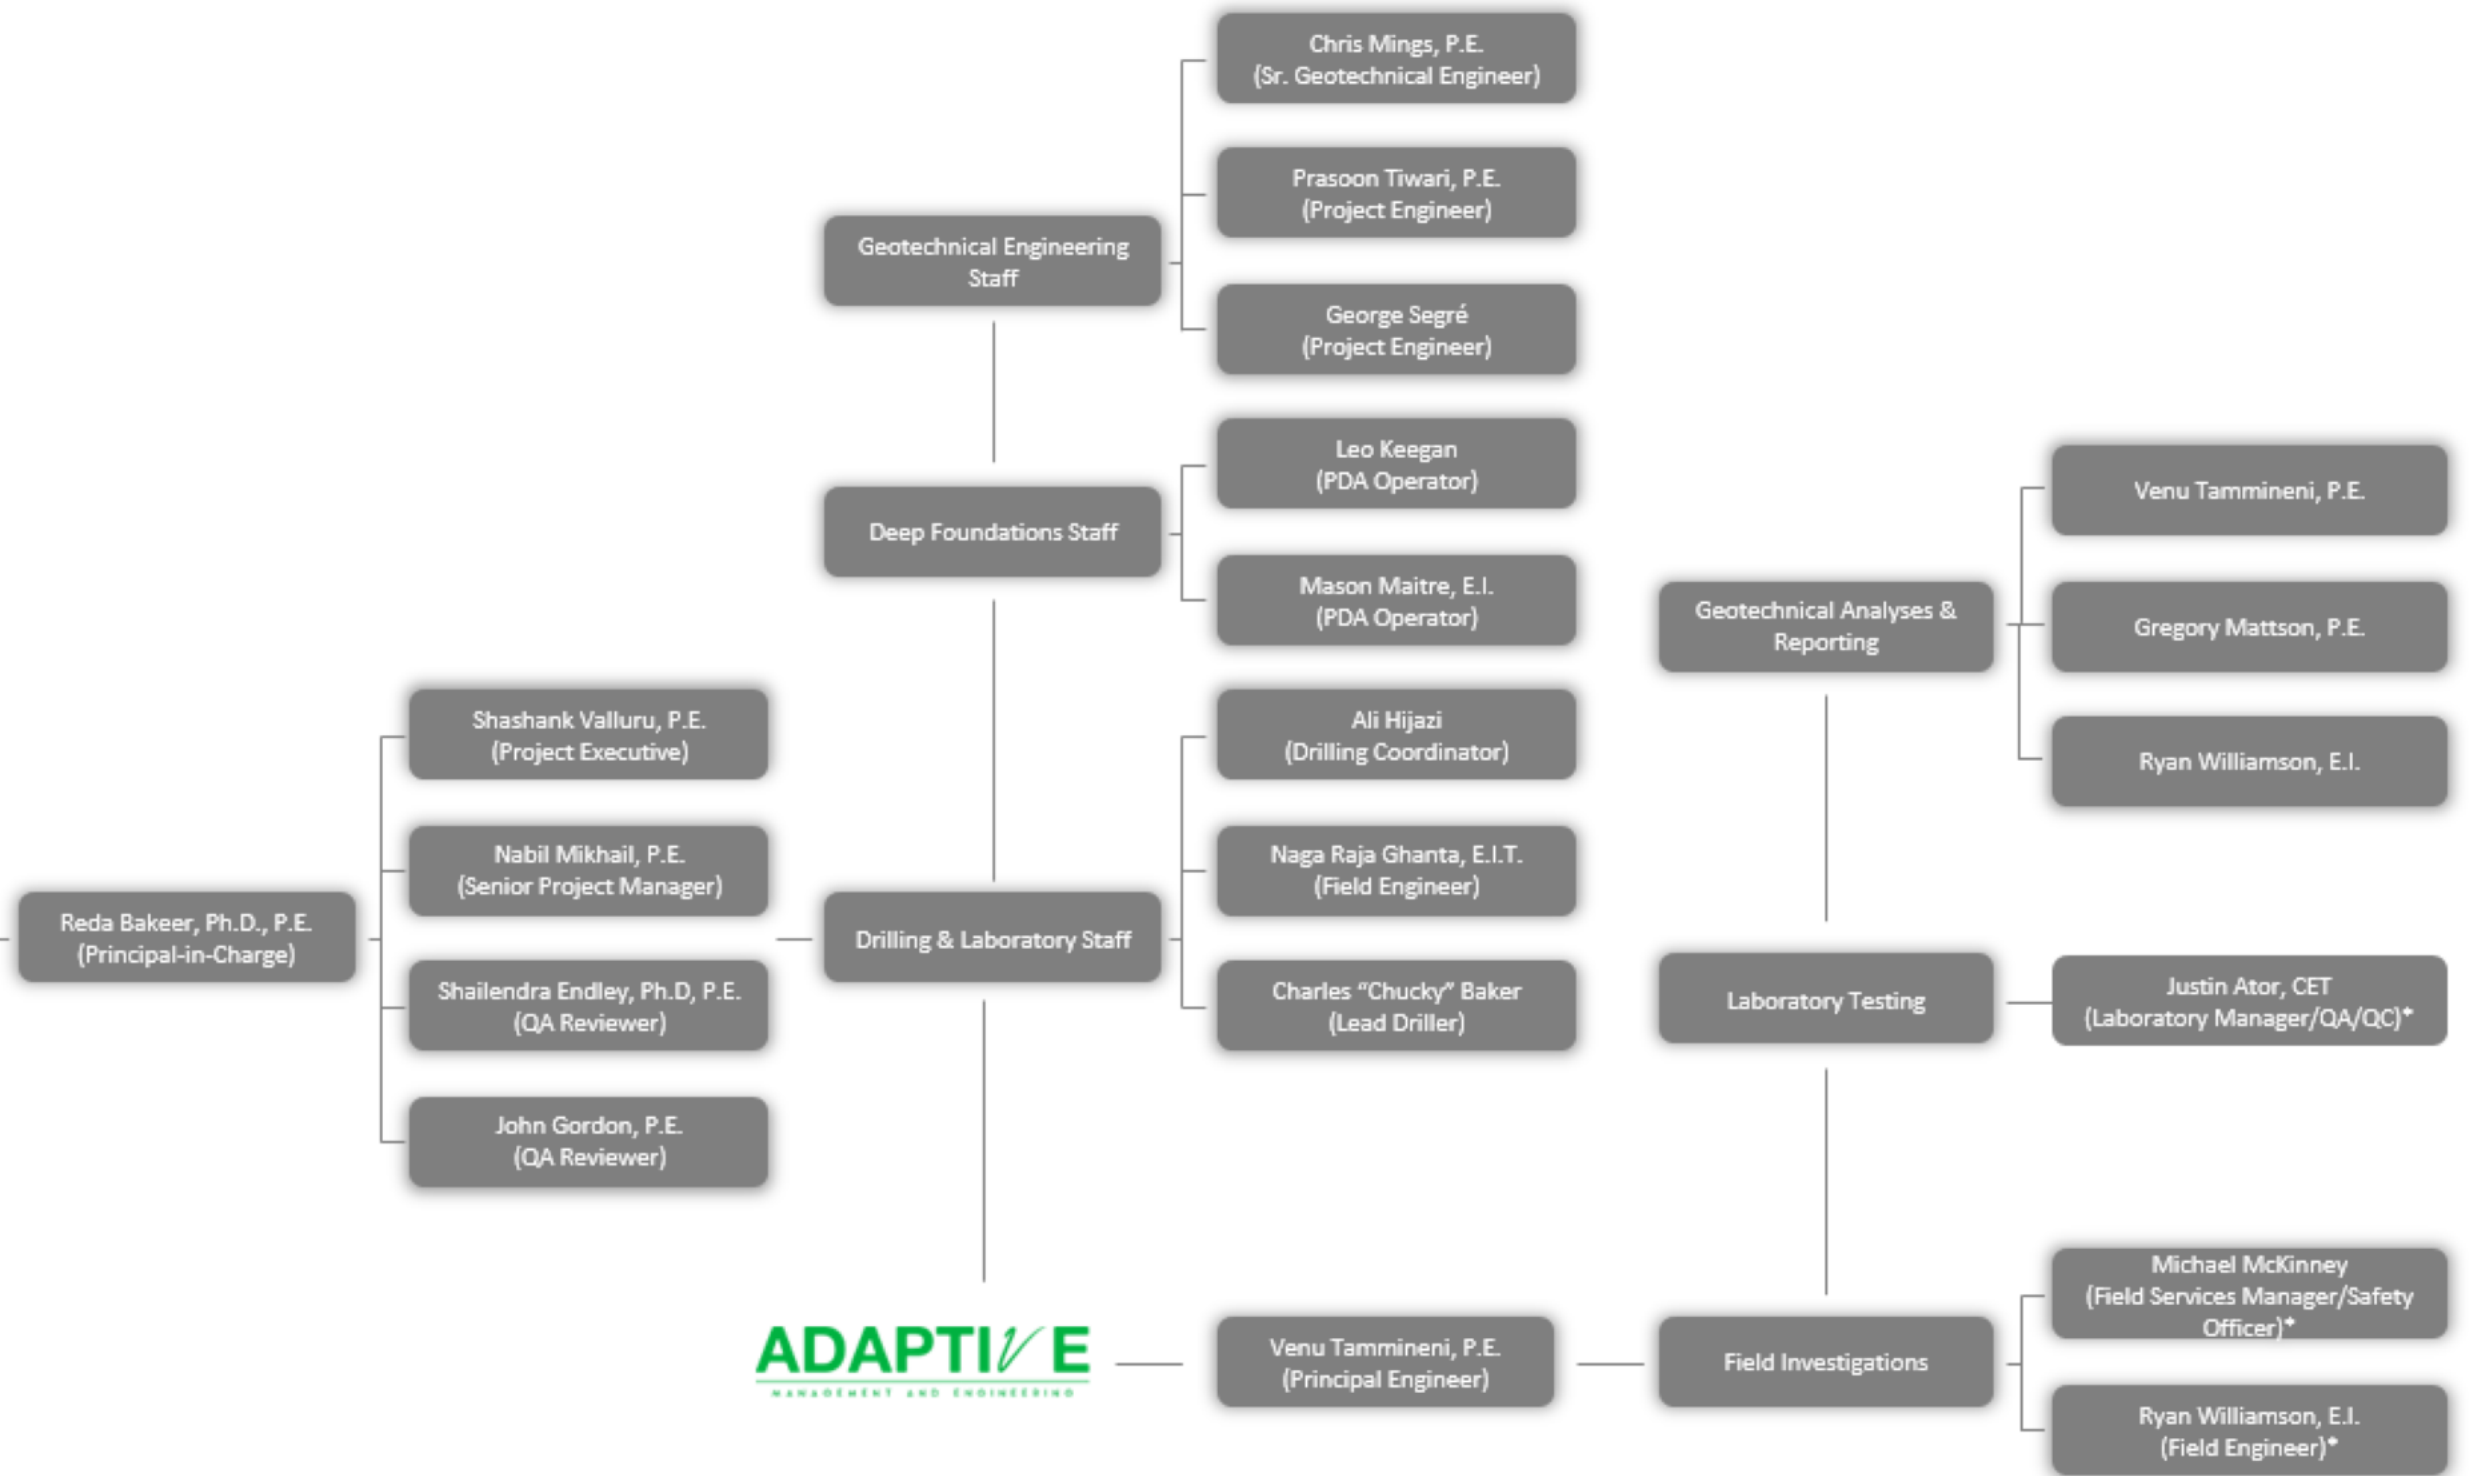 Chris Mings, P.E.
(Sr. Geotechnical Engineer)
Prasoon Tiwari, P.E.
(Project Engineer)
Geotechnical Engineering
Staff
George Segré
(Project Engineer)
Leo Keegan
(PDA Operator)
Deep Foundations Staff
Mason Maitre, E.I.
(PDA Operator)
Shashank Valluru, P.E.
(Project Executive)
Nabil Mikhail, P.E.
(Senior Project Manager)
Reda Bakeer, Ph.D., P.E.
(Principal-in-Charge)
Shailendra Endley, Ph.D, P.E.
(QA Reviewer)
John Gordon, P.E.
(QA Reviewer)
Drilling & Laboratory Staff
Ali Hijazi
(Drilling Coordinator)
Naga Raja Ghanta, E.I.T.
(Field Engineer)
Charles “Chucky” Baker
(Lead Driller)
Geotechnical Analyses &
Reporting
Venu Tammineni, P.E.
Gregory Mattson, P.E.
Ryan Williamson, E.I.
Laboratory Testing
Justin Ator, CET
(Laboratory Manager/QA/QC)*
ADAPTIVE
MANAGEMENT AND ENGINEERING
Venu Tammineni, P.E.
(Principal Engineer)
Field Investigations
Michael McKinney
(Field Services Manager/Safety
Officer)*
Ryan Williamson, E.I.
(Field Engineer)*